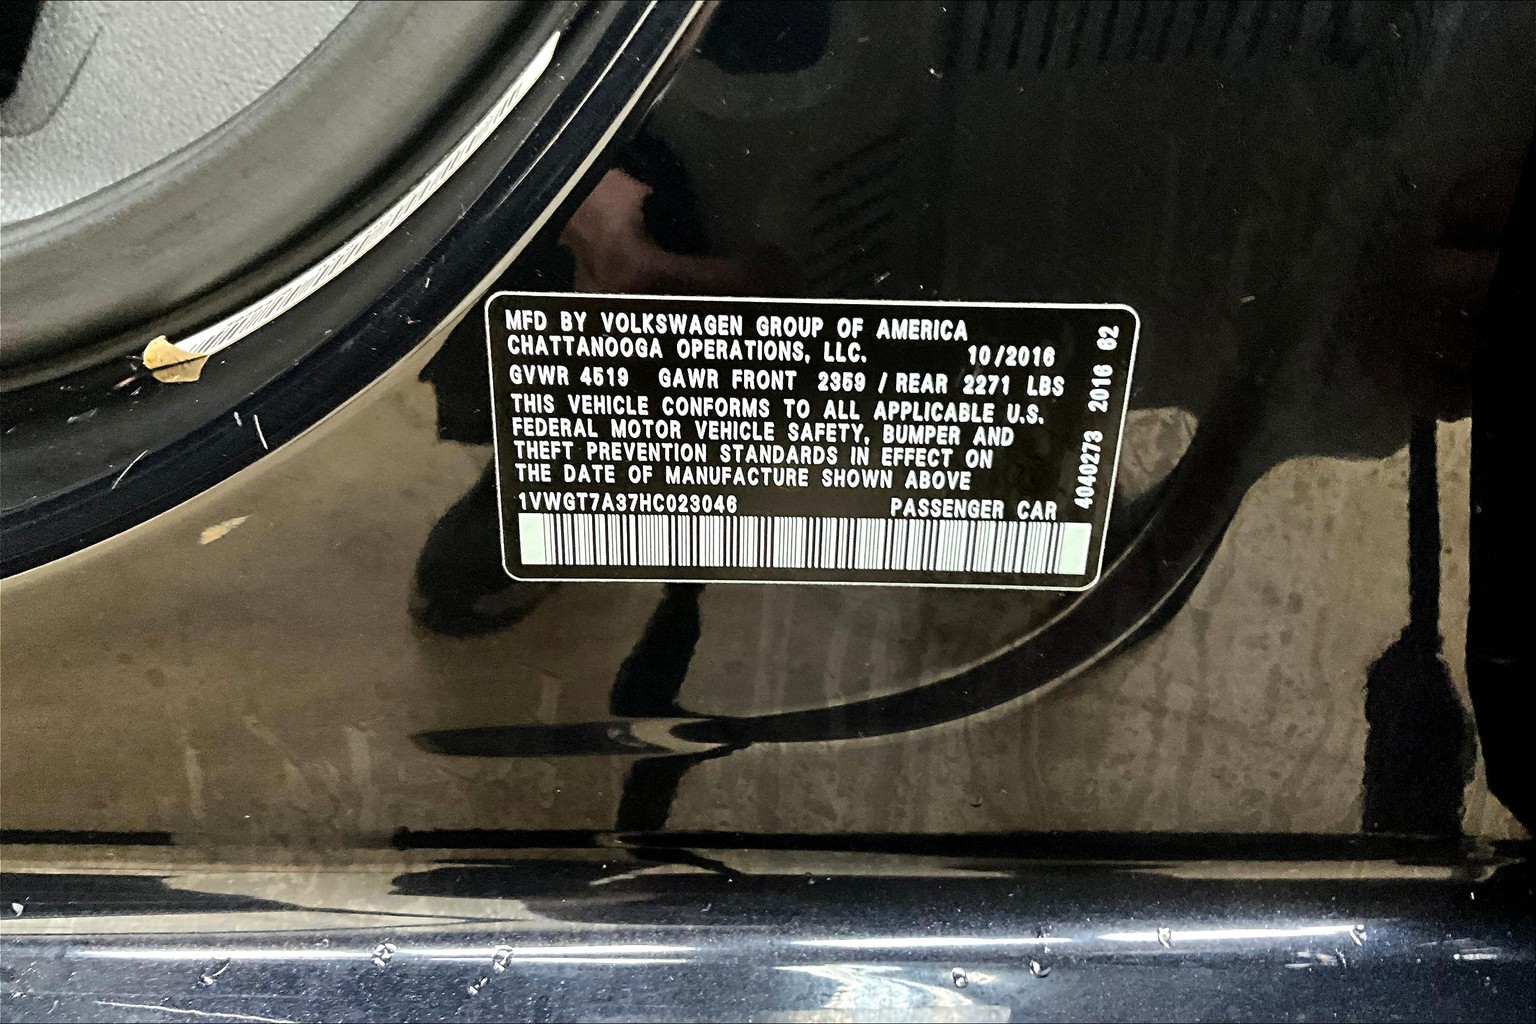 MFD BY VOLKSWAGEN GROUP OF AMERICA
CHATTANOOGA OPERATIONS, LLC. 10/2016
GVWR 4519 GAWR FRONT 2359 / REAR 2271 LBS
THIS VEHICLE CONFORMS TO ALL APPLICABLE U.S.
FEDERAL MOTOR VEHICLE SAFETY, BUMPER AND
THEFT PREVENTION STANDARDS IN EFFECT ON
THE DATE OF MANUFACTURE SHOWN ABOVE
1VWGT7A37HC023046 PASSENGER CAR
4040273 2016 62